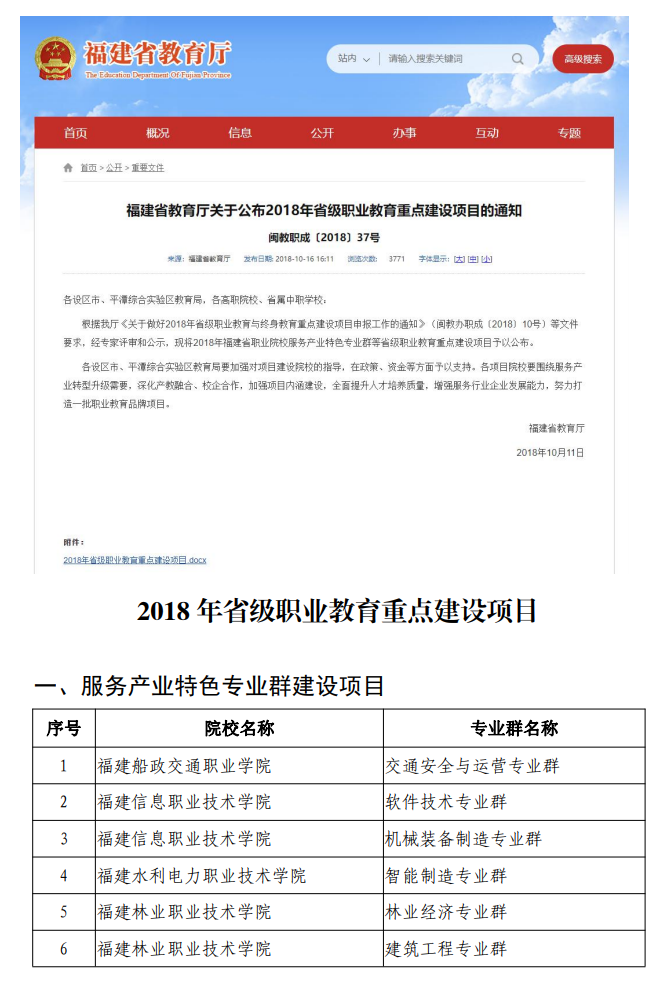 福建省教育厅
The Education Department Of Fujian Province
站内 请输入搜索关键词 高级搜索
首页 概况 信息 公开 办事 互动 专题
首页 > 公开 > 重要文件
福建省教育厅关于公布2018年省级职业教育重点建设项目的通知
闽教职成〔2018〕37号
来源：福建省教育厅 发布日期: 2018-10-16 16:11 浏览次数： 3771 字体显示：[大] [中] [小]
各设区市、平潭综合实验区教育局，各高职院校、省属中职学校：
根据我厅《关于做好2018年省级职业教育与终身教育重点建设项目申报工作的通知》（闽教办职成〔2018〕10号）等文件
要求，经专家评审和公示，现将2018年福建省职业院校服务产业特色专业群等省级职业教育重点建设项目予以公布。
各设区市、平潭综合实验区教育局要加强对项目建设院校的指导，在政策、资金等方面予以支持。各项目院校要围绕服务产
业转型升级需要，深化产教融合、校企合作，加强项目内涵建设，全面提升人才培养质量，增强服务行业企业发展能力，努力打
造一批职业教育品牌项目。
福建省教育厅
2018年10月11日
附件：
2018年省级职业教育重点建设项目.docx
2018 年省级职业教育重点建设项目
一、服务产业特色专业群建设项目
序号 院校名称 专业群名称
1 福建船政交通职业学院 交通安全与运营专业群
2 福建信息职业技术学院 软件技术专业群
3 福建信息职业技术学院 机械装备制造专业群
4 福建水利电力职业技术学院 智能制造专业群
5 福建林业职业技术学院 林业经济专业群
6 福建林业职业技术学院 建筑工程专业群